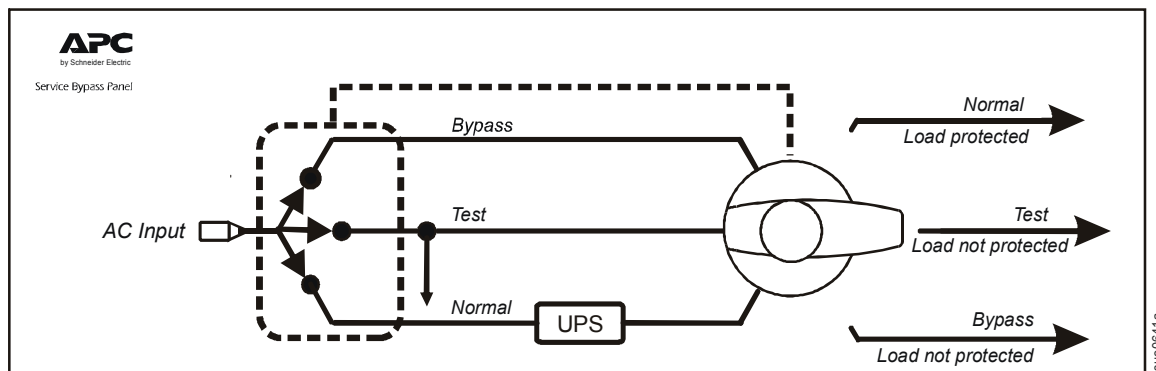 APC
by Schneider Electric
Service Bypass Panel
Bypass
Normal
Load protected
AC Input
Test
Test
Load not protected
Normal
UPS
Bypass
Load not protected